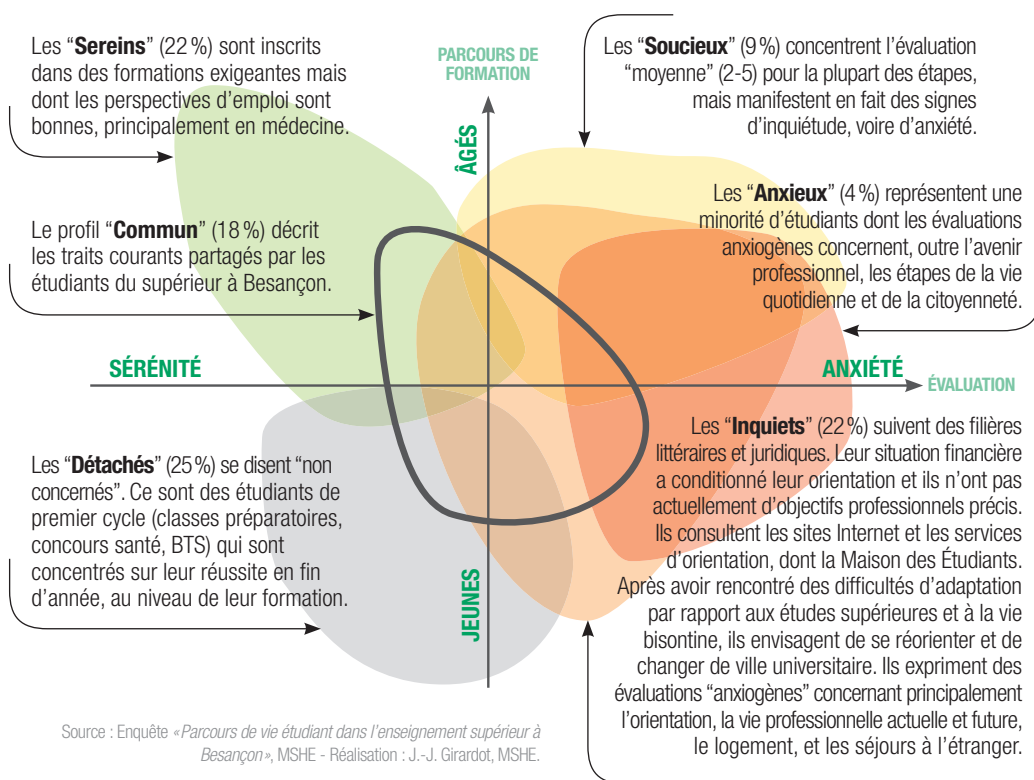 Les “Sereins” (22 %) sont inscrits
dans des formations exigeantes mais
dont les perspectives d’emploi sont
bonnes, principalement en médecine.
PARCOURS DE
FORMATION
Les “Soucieux” (9 %) concentrent l’évaluation
“moyenne” (2-5) pour la plupart des étapes,
mais manifestent en fait des signes
d’inquiétude, voire d’anxiété.
ÂGÉS
Le profil “Commun” (18 %) décrit
les traits courants partagés par les
étudiants du supérieur à Besançon.
Les “Anxieux” (4 %) représentent une
minorité d’étudiants dont les évaluations
anxiogènes concernent, outre l’avenir
professionnel, les étapes de la vie
quotidienne et de la citoyenneté.
SÉRÉNITÉ
ANXIÉTÉ
ÉVALUATION
Les “Détachés” (25 %) se disent “non
concernés”. Ce sont des étudiants de
premier cycle (classes préparatoires,
concours santé, BTS) qui sont
concentrés sur leur réussite en fin
d’année, au niveau de leur formation.
JEUNES
Les “Inquiets” (22 %) suivent des filières
littéraires et juridiques. Leur situation financière
a conditionné leur orientation et ils n’ont pas
actuellement d’objectifs professionnels précis.
Ils consultent les sites Internet et les services
d’orientation, dont la Maison des Étudiants.
Après avoir rencontré des difficultés d’adaptation
par rapport aux études supérieures et à la vie
bisontine, ils envisagent de se réorienter et de
changer de ville universitaire. Ils expriment des
évaluations “anxiogènes” concernant principalement
l’orientation, la vie professionnelle actuelle et future,
le logement, et les séjours à l’étranger.
Source : Enquête «Parcours de vie étudiant dans l’enseignement supérieur à
Besançon», MSHE - Réalisation : J.-J. Girardot, MSHE.